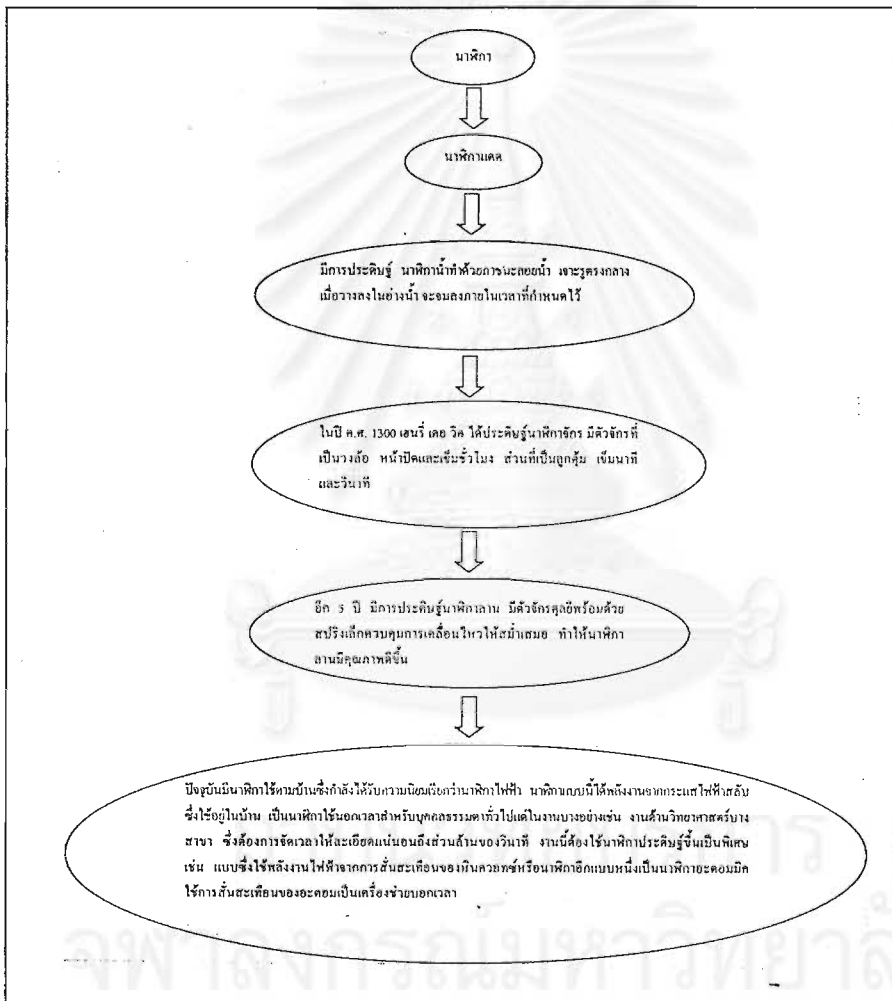 นาฬิกา
นาฬิกาแดด
มีการประดิษฐ์ นาฬิกาน้ำทำด้วยภาชนะลอยน้ำ เจาะรูตรงกลาง
เมื่อวางลงในอ่างน้ำ จะจมลงภายในเวลาที่กำหนดไว้
ในปี ค.ศ. 1300 เฮนรี่ เดอ วิค ได้ประดิษฐ์นาฬิกาจักร มีตัวจักรที่
เป็นวงล้อ หน้าปัดและเข็มชั่วโมง ส่วนที่เป็นลูกตุ้ม เข็มนาที
และวินาที
อีก 5 ปี มีการประดิษฐ์นาฬิกาลาน มีตัวจักรดุลยีพร้อมด้วย
สปริงเล็กควบคุมการเคลื่อนไหวให้สม่ำเสมอ ทำให้นาฬิกา
ลานมีคุณภาพดีขึ้น
ปัจจุบันมีนาฬิกาใช้ตามบ้านซึ่งกำลังได้รับความนิยมเรียกว่านาฬิกาไฟฟ้า นาฬิกาแบบนี้ได้พลังงานจากกระแสไฟฟ้าสลับ
ซึ่งใช้อยู่ในบ้าน เป็นนาฬิกาใช้บอกเวลาสำหรับบุคคลธรรมดาทั่วไปแต่ในงานบางอย่างเช่น งานด้านวิทยาศาสตร์บาง
สาขา ซึ่งต้องการจัดเวลาให้ละเอียดแน่นอนถึงส่วนล้านของวินาที งานนี้ต้องใช้นาฬิกาประดิษฐ์ขึ้นเป็นพิเศษ
เช่น แบบซึ่งใช้พลังงานไฟฟ้าจากการสั่นสะเทือนของหินควอทซ์หรือนาฬิกาอีกแบบหนึ่งเป็นนาฬิกาอะตอมมิค
ใช้การสั่นสะเทือนของอะตอมเป็นเครื่องช่วยบอกเวลา